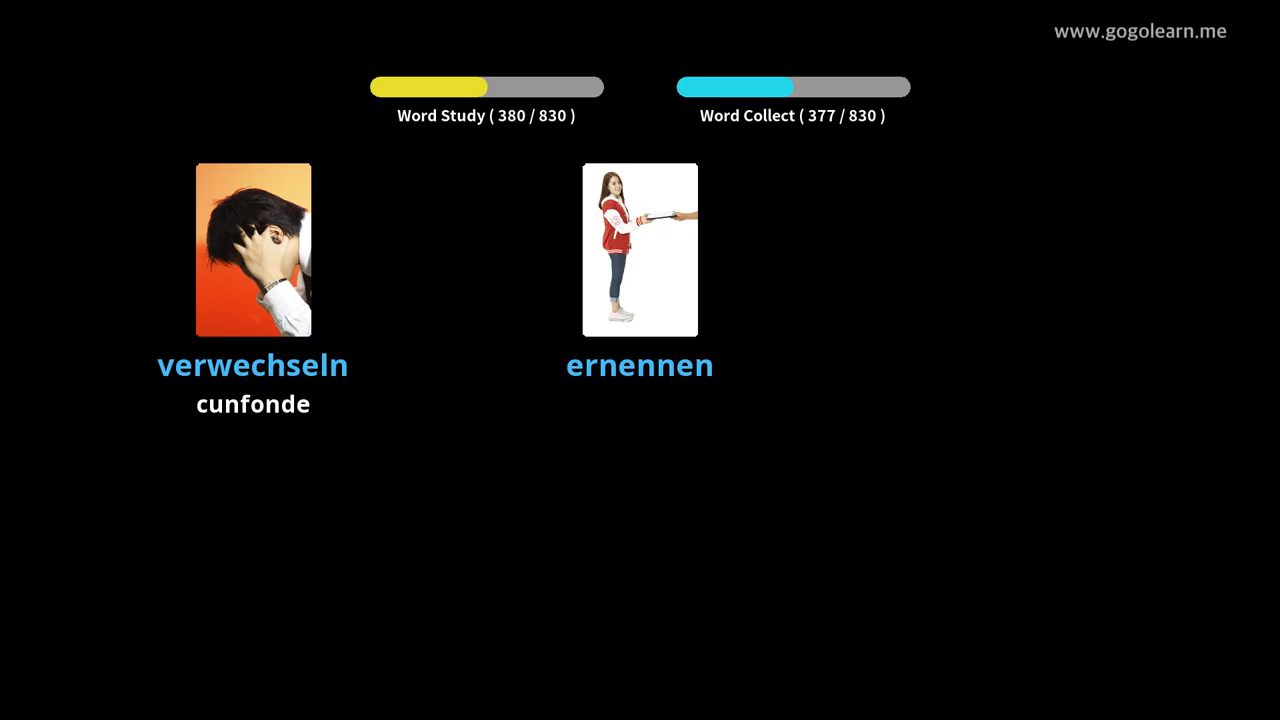 www.gogolearn.me
Word Study ( 380 / 830 )
Word Collect ( 377 / 830 )
verwechseln
cunfonde
ernennen